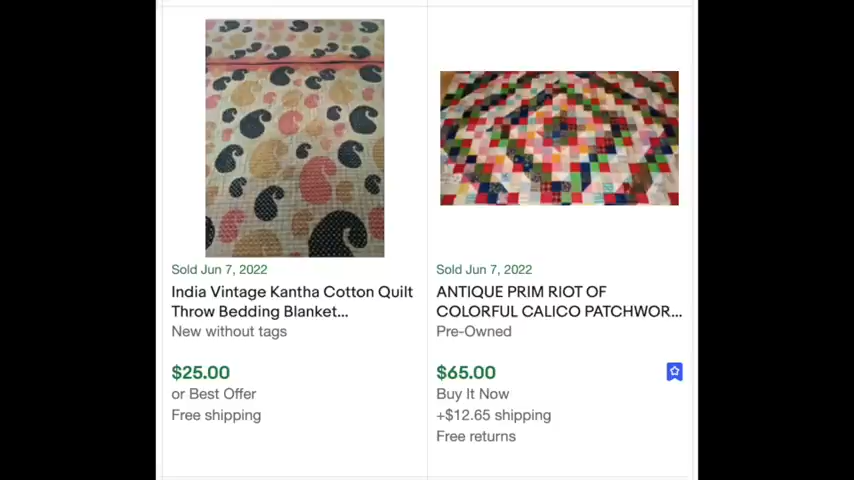 Sold Jun 7, 2022
India Vintage Kantha Cotton Quilt
Throw Bedding Blanket...
New without tags
$25.00
or Best Offer
Free shipping
Sold Jun 7, 2022
ANTIQUE PRIM RIOT OF
COLORFUL CALICO PATCHWOR...
Pre-Owned
$65.00
Buy It Now
+$12.65 shipping
Free returns